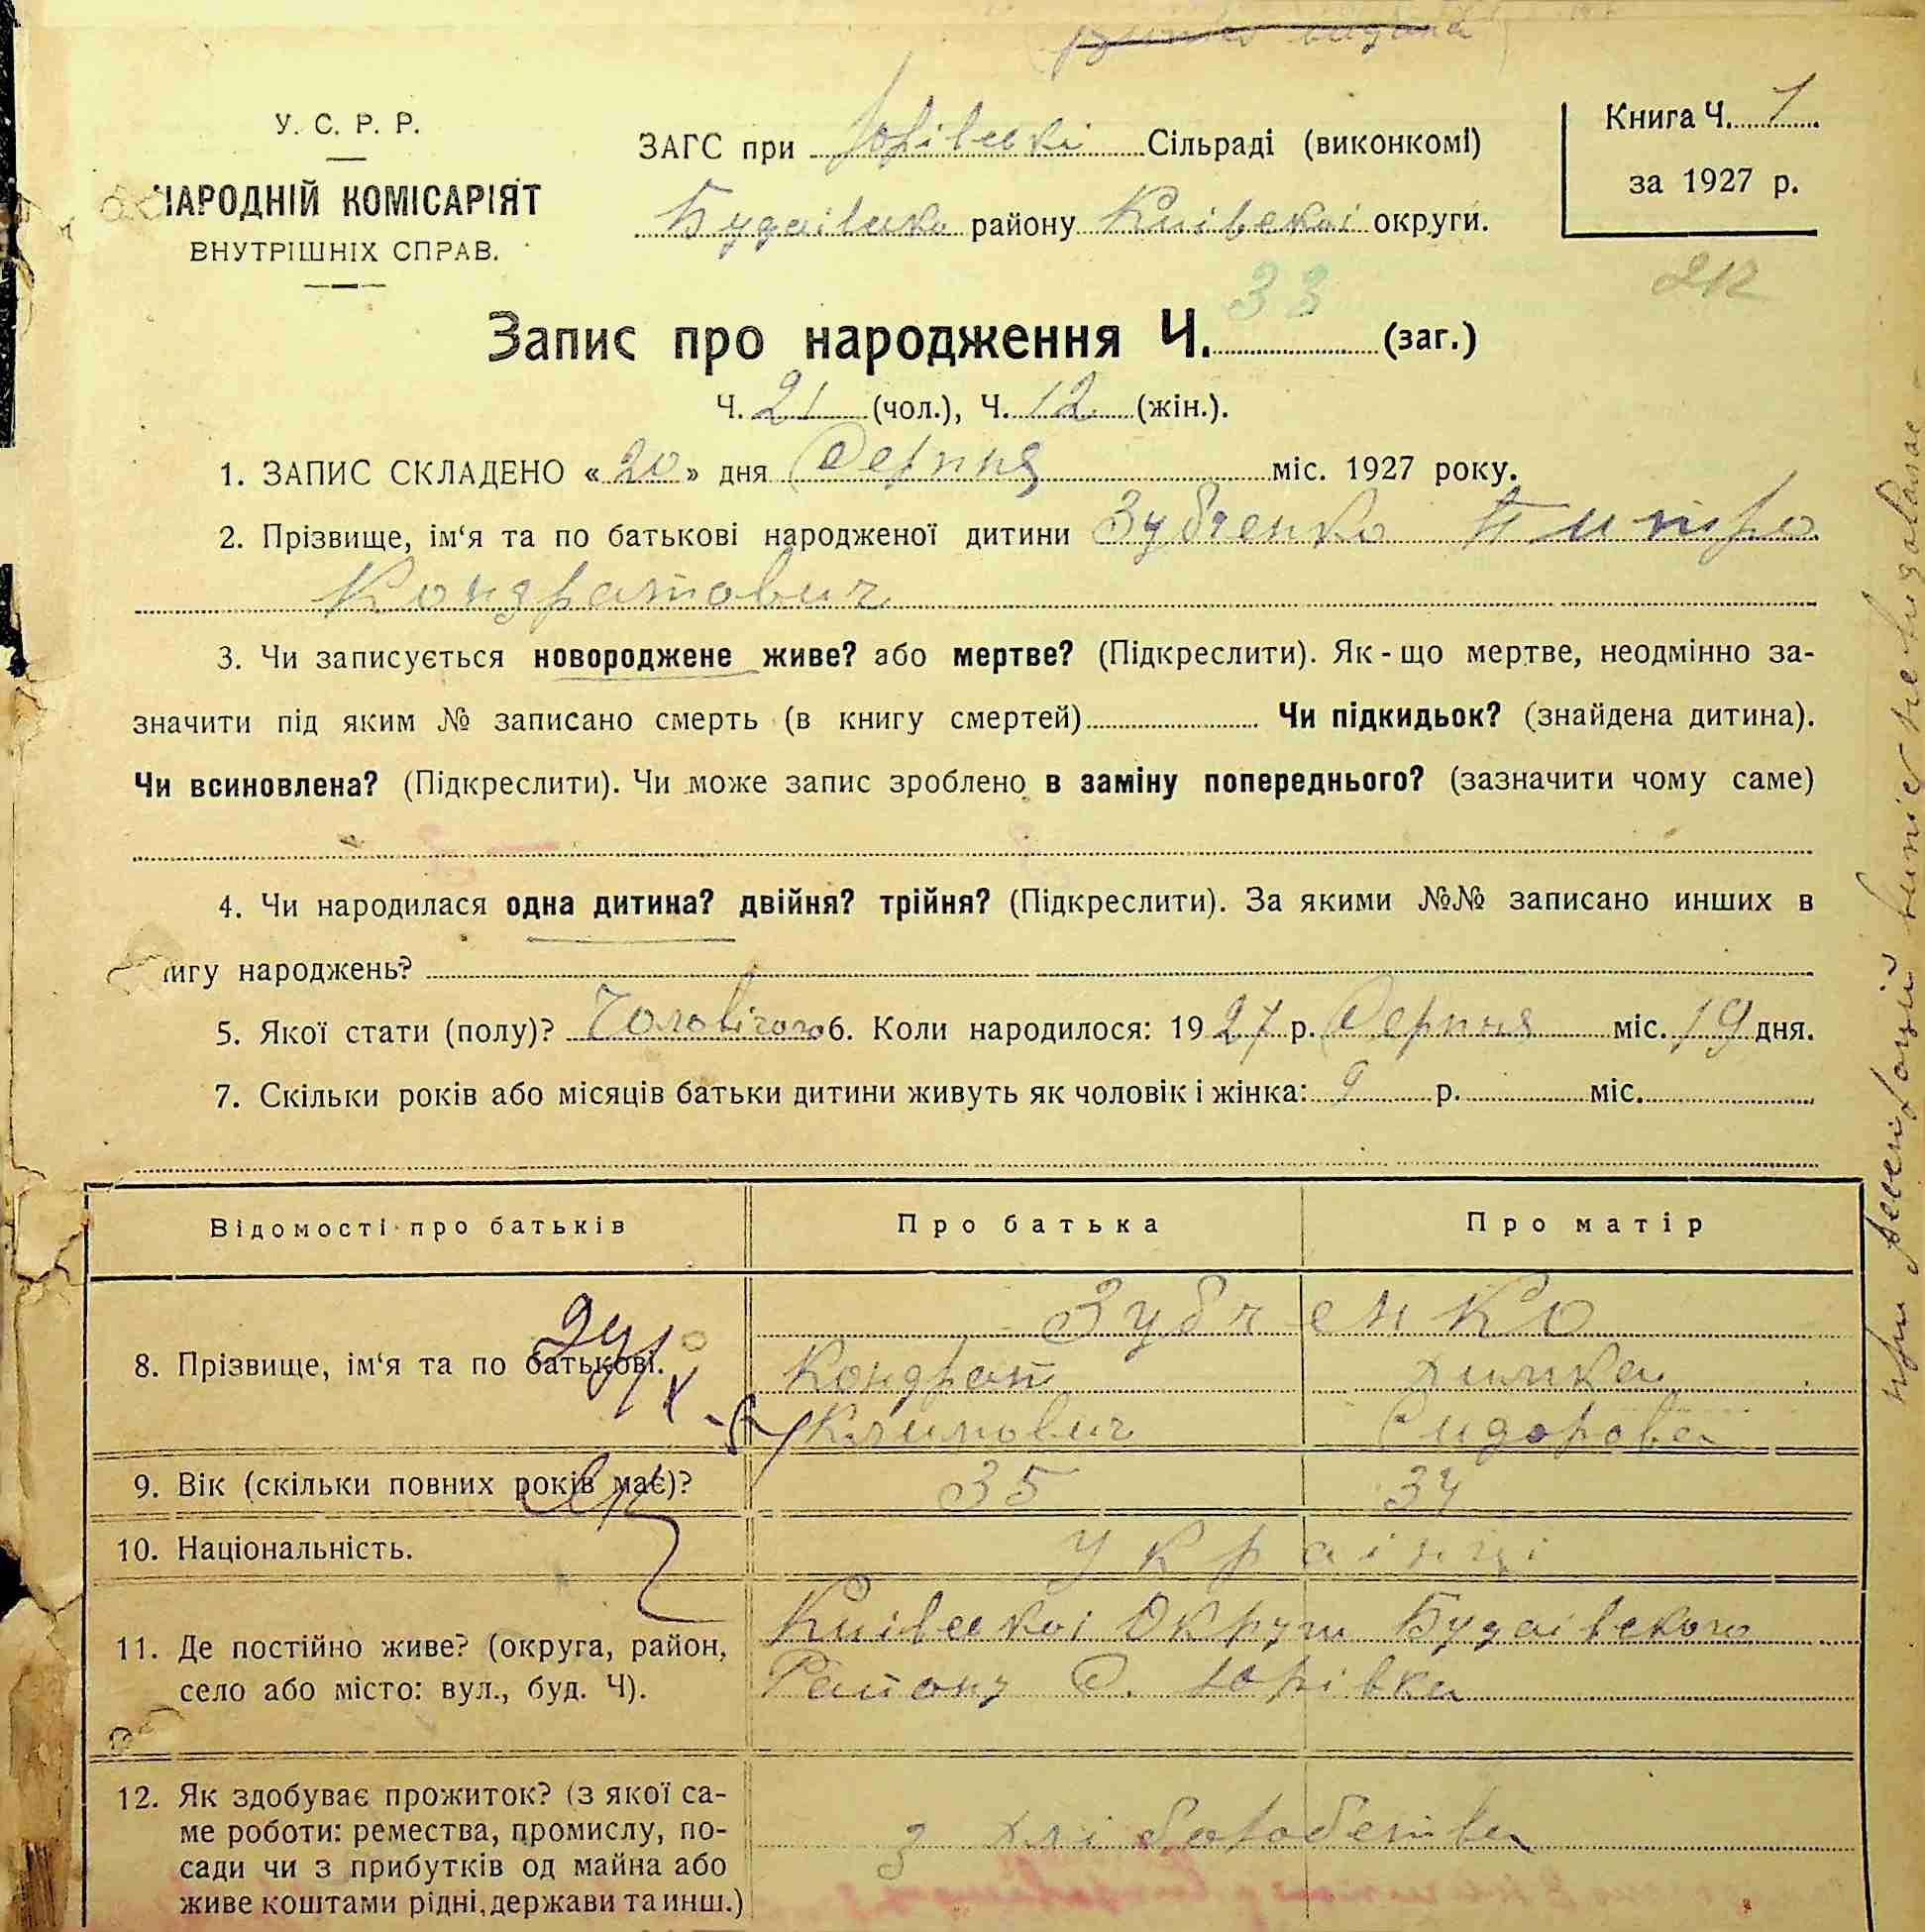 У. С. Р. Р.
НАРОДНІЙ КОМІСАРІЯТ
ВНУТРІШНІХ СПРАВ.
ЗАГС при Юрівські Сільраді (виконкомі)
району Київської округи.
Книга Ч. 1
за 1927 р.
Запис про народження Ч. 33 (заг.)
Ч. 21 (чол.), Ч. 12 (жін.).
1. ЗАПИС СКЛАДЕНО «20» дня Серпня міс. 1927 року.
2. Прізвище, ім‘я та по батькові народженої дитини Зубченко
Кондратович
3. Чи записується новороджене живе? або мертве? (Підкреслити). Як-що мертве, неодмінно за-
значити під яким № записано смерть (в книгу смертей) Чи підкидьок? (знайдена дитина).
Чи всиновлена? (Підкреслити). Чи може запис зроблено в заміну попереднього? (зазначити чому саме)
4. Чи народилася одна дитина? двійня? трійня? (Підкреслити). За якими №№ записано инших в
нигу народжень?
5. Якої стати (полу)? Чоловічого 6. Коли народилося: 1927 р. Серпня міс. 19 дня.
7. Скільки років або місяців батьки дитини живуть як чоловік і жінка: 9 р. міс.
Відомості про батьків Про батька Про матір
Зубченко
8. Прізвище, ім‘я та по батькові. Кондрат
Климович Сидорова
9. Вік (скільки повних років має)? 35 34
10. Національність. українці
11. Де постійно живе? (округа, район, Київської Округи Будаівского
село або місто: вул., буд. Ч). Району С. Юрівка
12. Як здобуває прожиток? (з якої са-
ме роботи: ремества, промислу, по- з хліборобства
сади чи з прибутків од майна або
живе коштами рідні, держави та инш.)